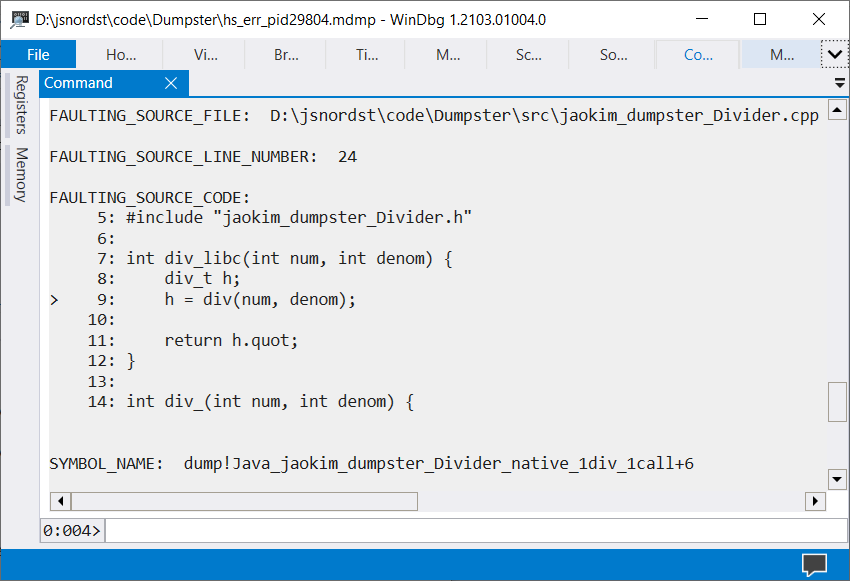 D:\jsnordst\code\Dumpster\hs_err_pid29804.mdmp - WinDbg 1.2103.01004.0
File Ho... Vi... Br... Ti... M... Sc... So... Co... M...
Registers
Memory
Command
FAULTING_SOURCE_FILE:  D:\jsnordst\code\Dumpster\src\jaokim_dumpster_Divider.cpp
FAULTING_SOURCE_LINE_NUMBER:  24
FAULTING_SOURCE_CODE:
     5: #include "jaokim_dumpster_Divider.h"
     6:
     7: int div_libc(int num, int denom) {
     8:     div_t h;
>    9:     h = div(num, denom);
    10:
    11:     return h.quot;
    12: }
    13:
    14: int div_(int num, int denom) {
SYMBOL_NAME:  dump!Java_jaokim_dumpster_Divider_native_1div_1call+6
0:004>